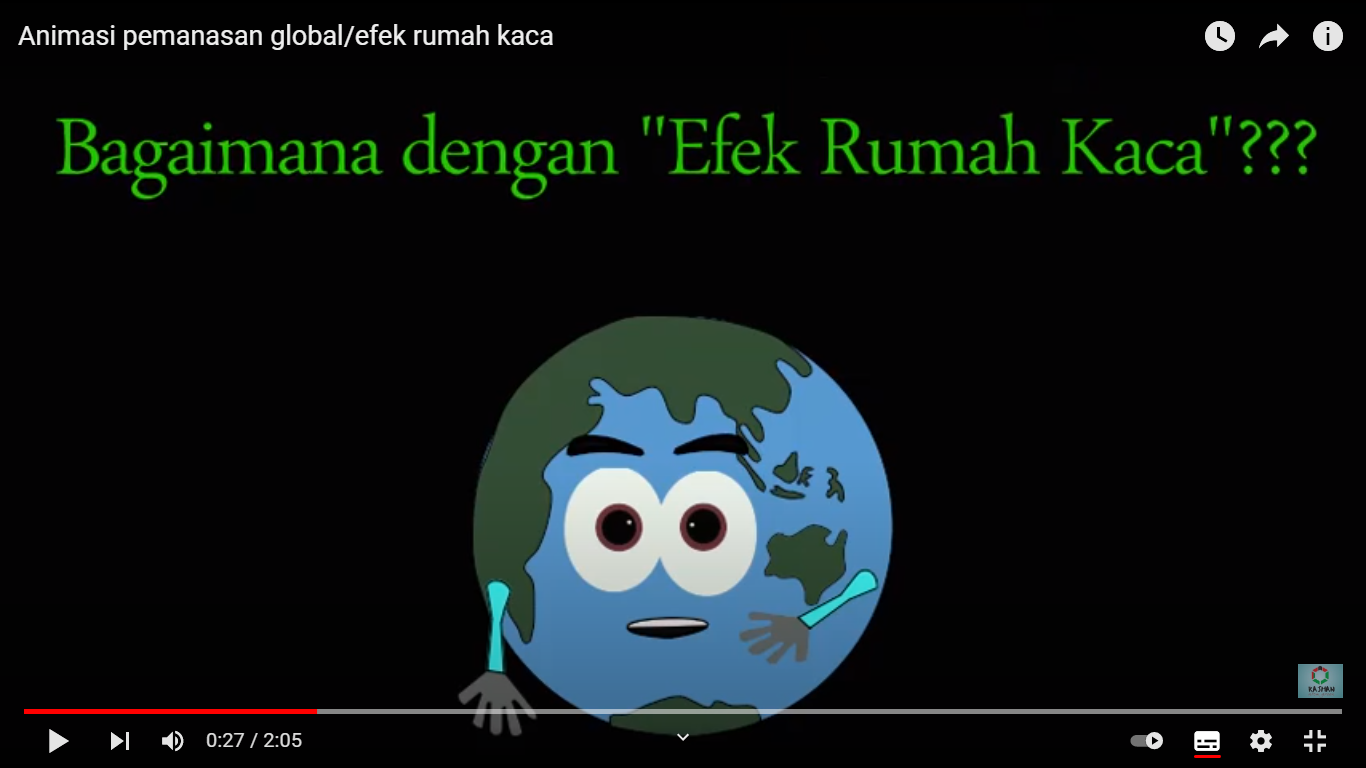 Animasi pemanasan global/efek rumah kaca
Bagaimana dengan "Efek Rumah Kaca"???
0:27 / 2:05